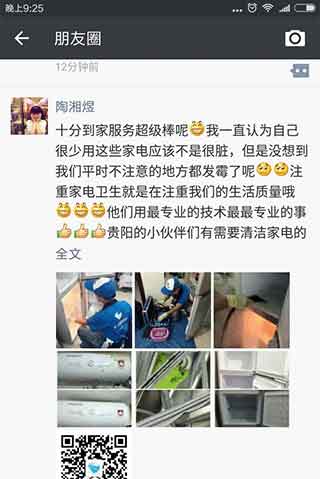 晚上9:25
朋友圈
12分钟前
陶湘煜
十分到家服务超级棒呢😄我一直认为自己
很少用这些家电应该不是很脏，但是没想到
我们平时不注意的地方都发霉了呢🥺🥺注
重家电卫生就是在注重我们的生活质量哦
😄😄😄他们用最专业的技术最最专业的事
👍👍👍贵阳的小伙伴们有需要清洁家电的
全文